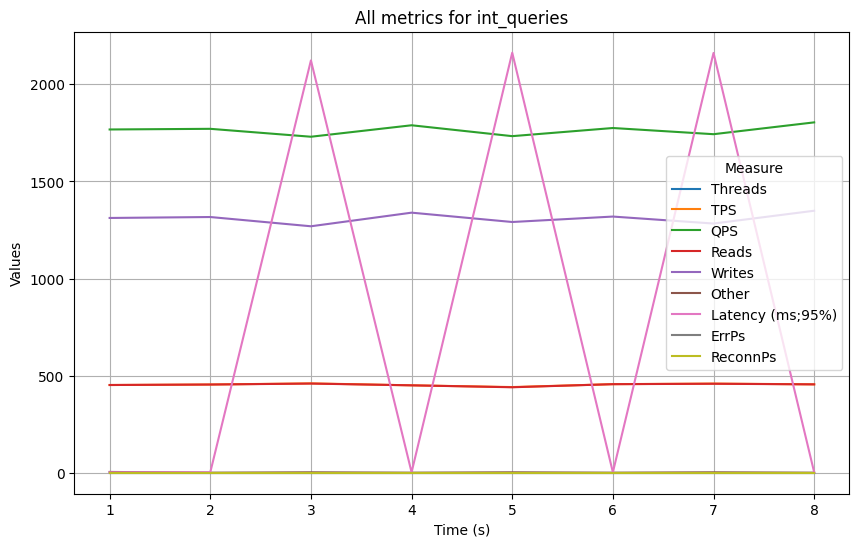 All metrics for int_queries
Values
2000
1500
1000
500
0
Measure
Threads
TPS
QPS
Reads
Writes
Other
Latency (ms;95%)
ErrPs
ReconnPs
1 2 3 4 5 6 7 8
Time (s)